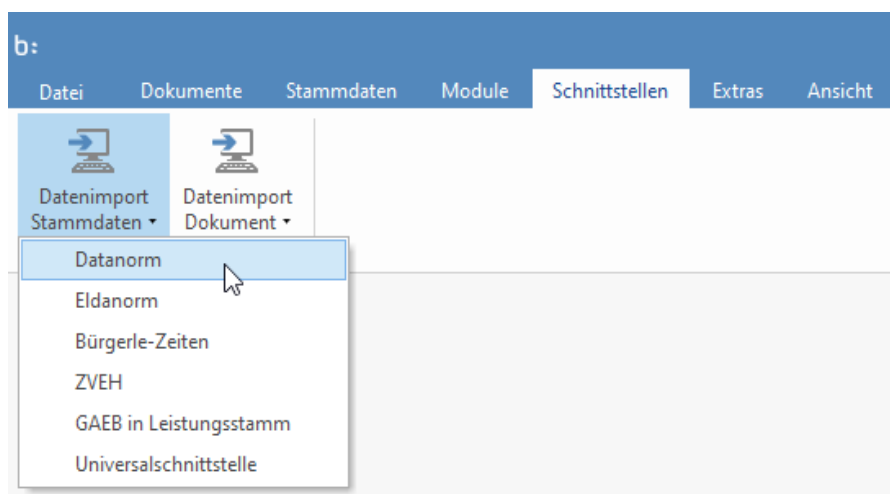 b:
Datei Dokumente Stammdaten Module Schnittstellen Extras Ansicht
Datenimport Datenimport
Stammdaten Dokument
Datanorm
Eldanorm
Bürgerle-Zeiten
ZVEH
GAEB in Leistungsstamm
Universalschnittstelle